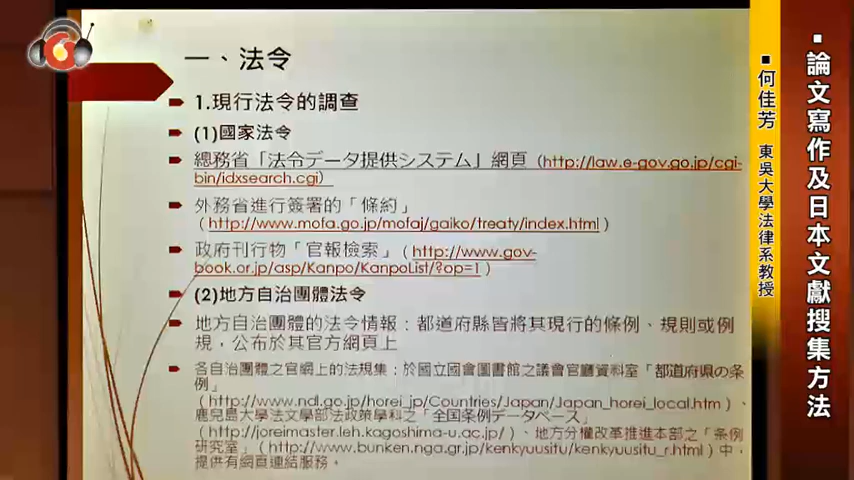 一、法令
1.現行法令的調查
(1)國家法令
總務省「法令データ提供システム」網頁（http://law.e-gov.go.jp/cgi-
bin/idxsearch.cgi）
外務省進行簽署的「條約」
（http://www.mofa.go.jp/mofaj/gaiko/treaty/index.html）
政府刊行物「官報檢索」（http://www.gov-
book.or.jp/asp/Kanpo/KanpoList/?op=1）
(2)地方自治團體法令
地方自治團體的法令情報：都道府縣皆將其現行的條例、規則或例
規，公布於其官方網頁上
各自治團體之官網上的法規集：於國立國會圖書館之議會官廳資料室「都道府県の条
例」
（http://www.ndl.go.jp/horei_jp/Countries/Japan/Japan_horei_local.htm）、
鹿兒島大學法文學部法政策學科之「全国条例データベース」
（http://joreimaster.leh.kagoshima-u.ac.jp/）、地方分權改革推進本部之「条例
研究室」（http://www.bunken.nga.gr.jp/kenkyuusitu/kenkyuusitu_r.html）中，
提供有網頁連結服務。
論文寫作及日本文獻搜集方法
何佳芳 東吳大學法律系教授